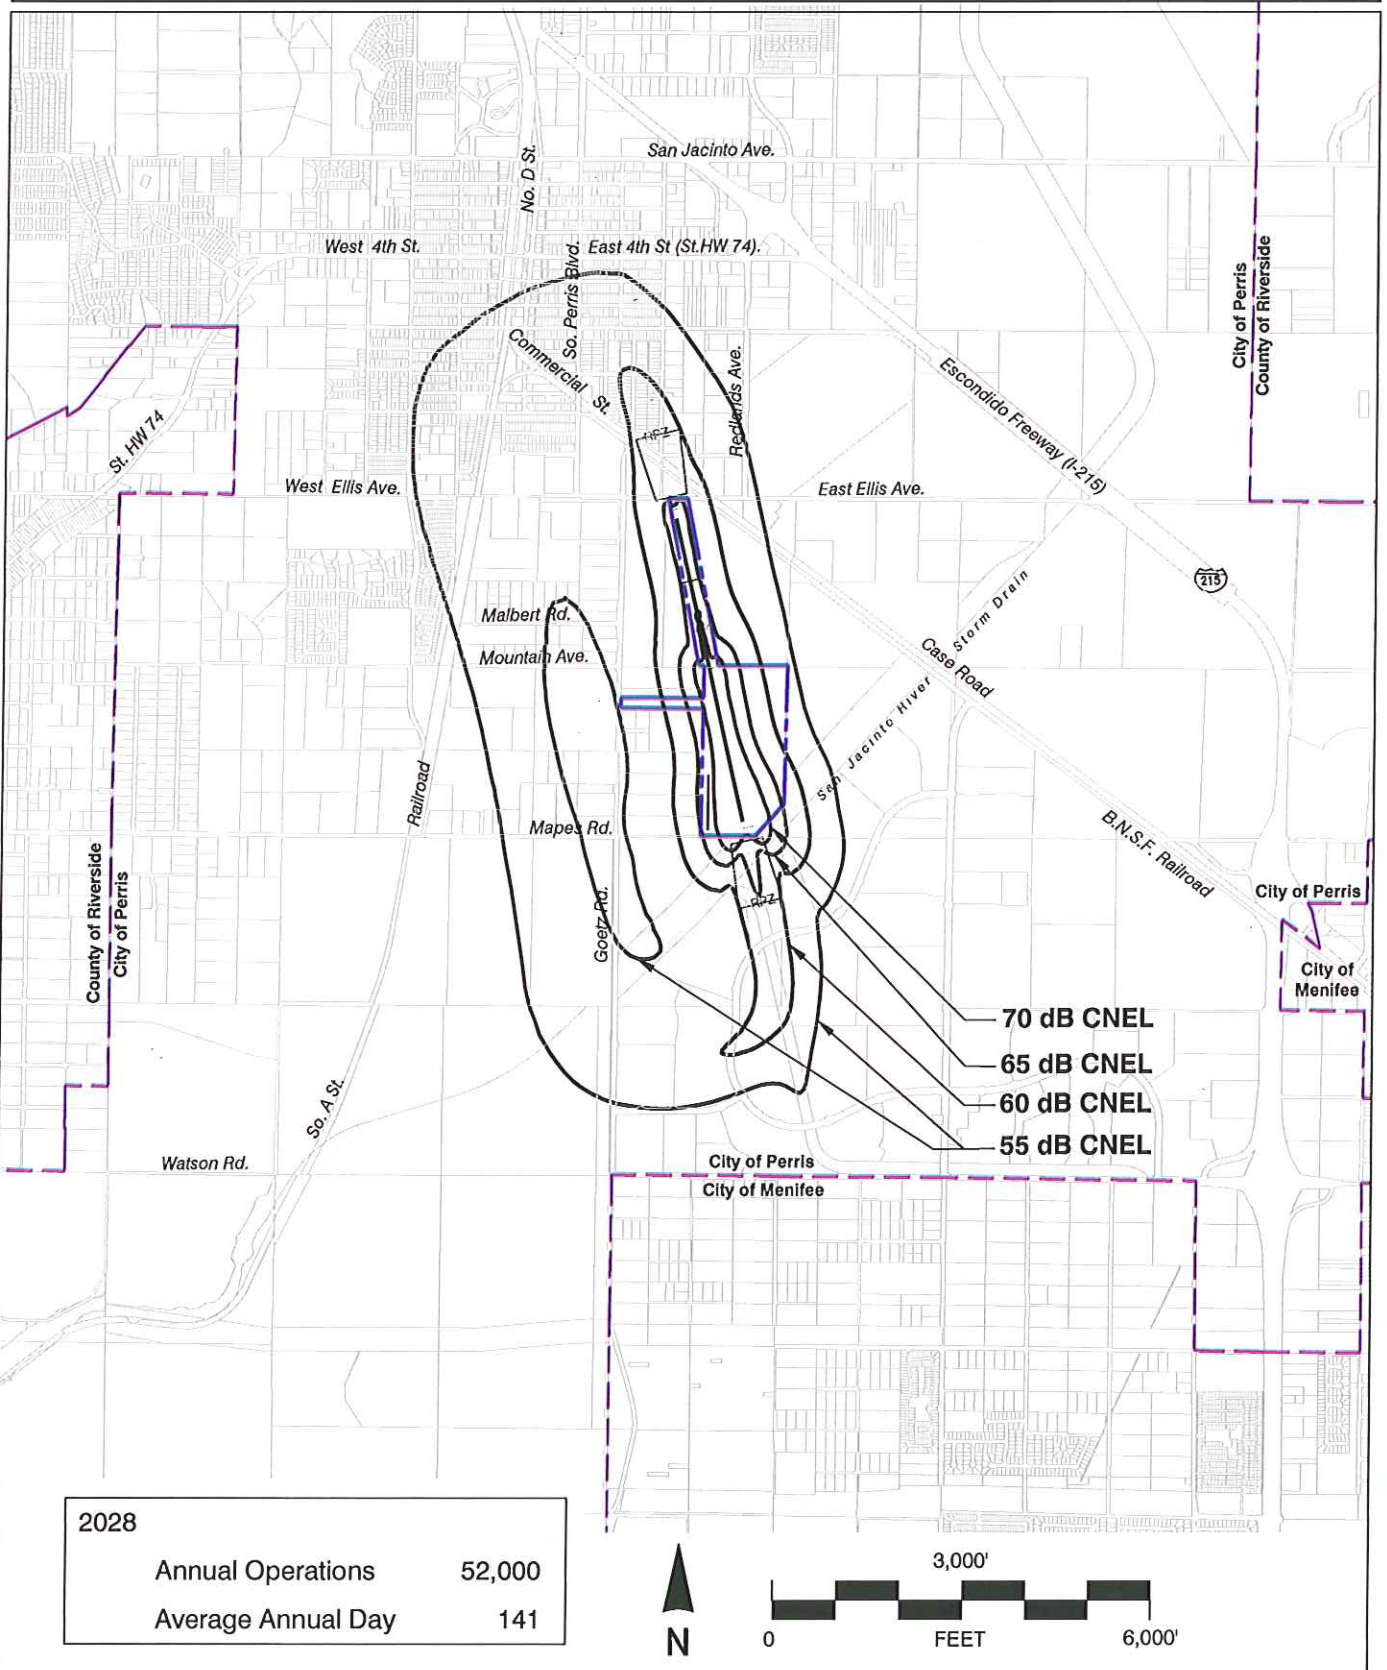 San Jacinto Ave.
No. D St.
West 4th St.
East 4th St (St.HW 74).
So. Perris Blvd.
City of Perris
County of Riverside
Commercial St.
Redlands Ave.
Escondido Freeway (I-215)
St. HW 74
RPZ
West Ellis Ave.
East Ellis Ave.
215
Storm Drain
Malbert Rd.
Mountain Ave.
Case Road
San Jacinto River
Railroad
Mapes Rd.
B.N.S.F. Railroad
County of Riverside
City of Perris
City of Perris
Goetz Rd.
RPZ
City of
Menifee
70 dB CNEL
65 dB CNEL
60 dB CNEL
55 dB CNEL
So. A St.
Watson Rd.
City of Perris
City of Menifee
2028
Annual Operations 52,000
Average Annual Day 141
N
3,000'
0 FEET 6,000'